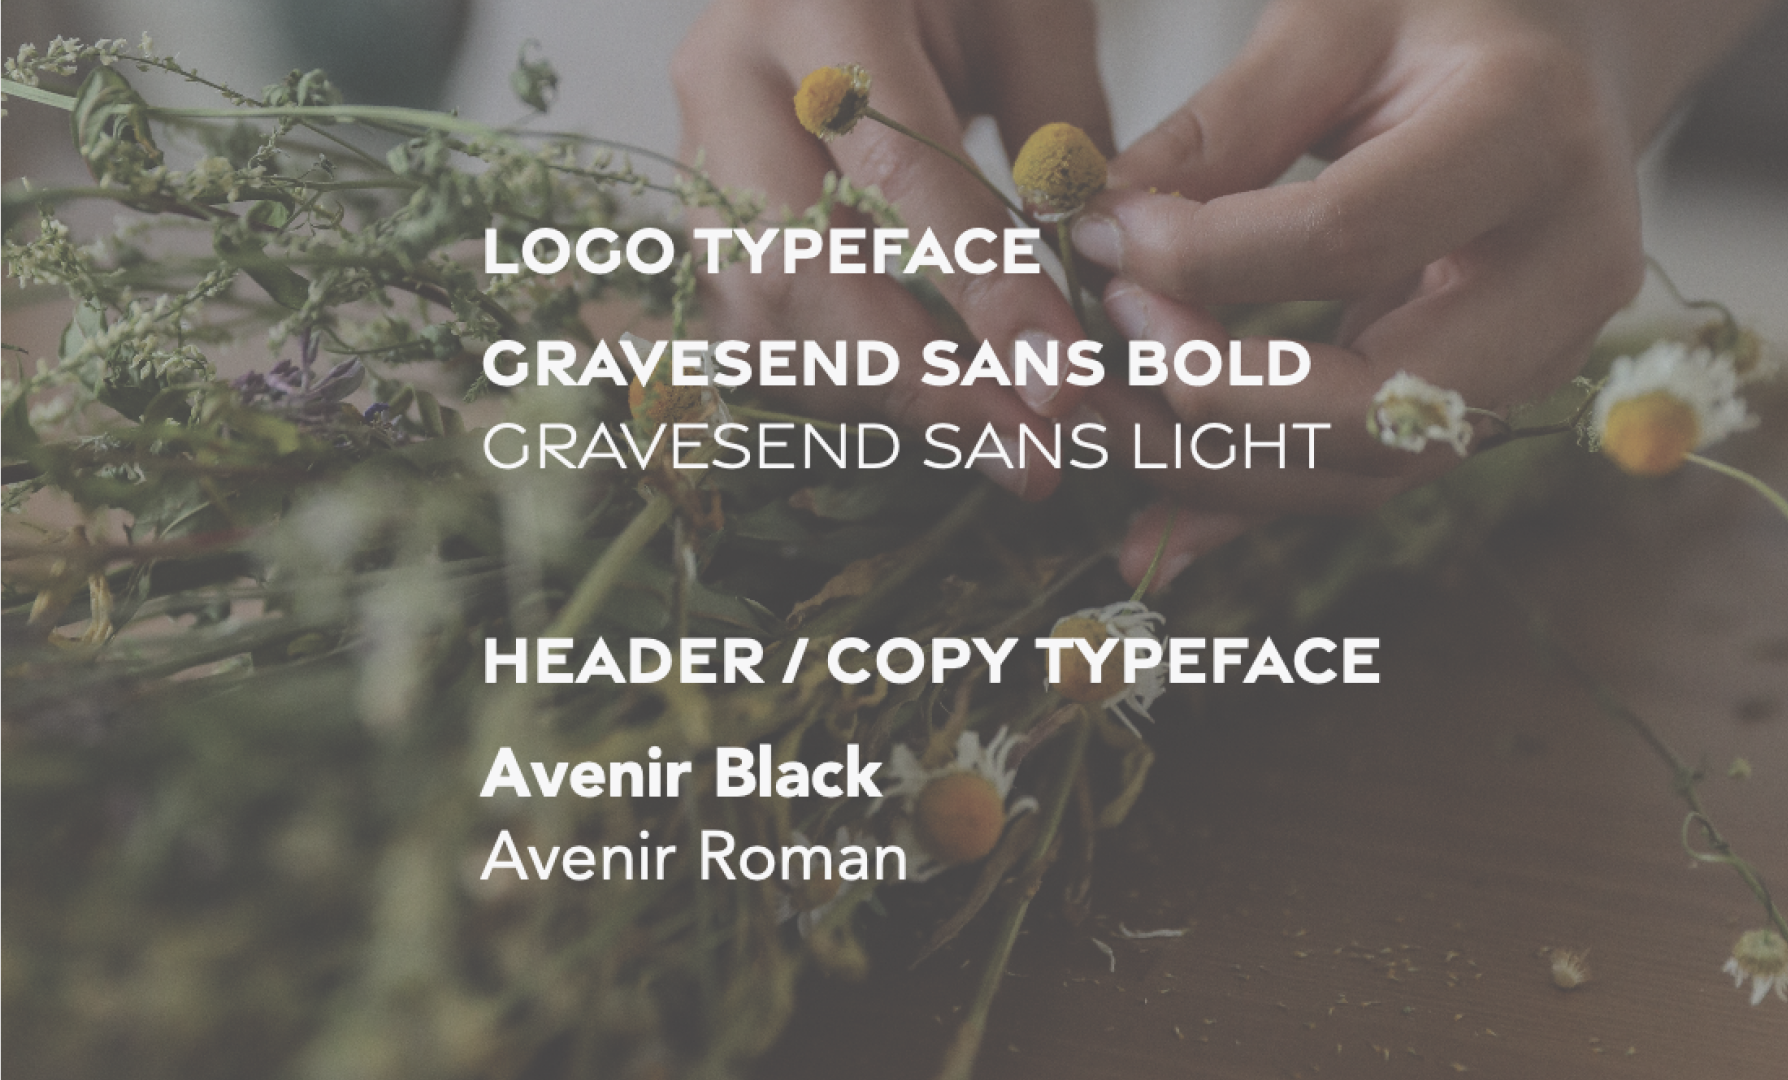 LOGO TYPEFACE
GRAVESEND SANS BOLD
GRAVESEND SANS LIGHT
HEADER / COPY TYPEFACE
Avenir Black
Avenir Roman